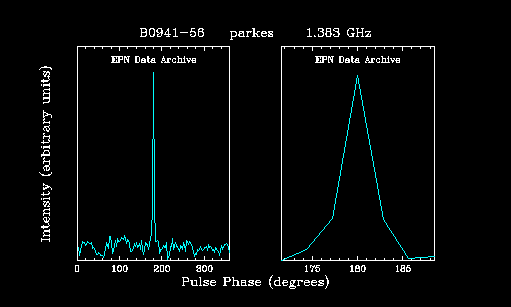 B0941-56 parkes 1.383 GHz
EPN Data Archive EPN Data Archive
Intensity (arbitrary units)
0 100 200 300 175 180 185
Pulse Phase (degrees)